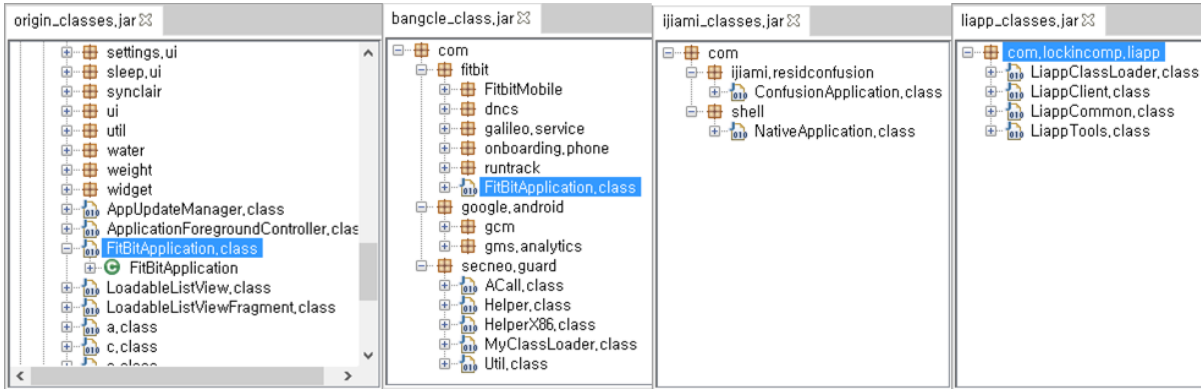 origin_classes.jar
settings.ui
sleep.ui
synclair
ui
util
water
weight
widget
AppUpdateManager.class
ApplicationForegroundController.clas
FitBitApplication.class
FitBitApplication
LoadableListView.class
LoadableListViewFragment.class
a.class
c.class
bangcle_class.jar
com
fitbit
FitbitMobile
dncs
galileo.service
onboarding.phone
runtrack
FitBitApplication.class
google.android
gcm
gms.analytics
secneo.guard
ACall.class
Helper.class
HelperX86.class
MyClassLoader.class
Util.class
ijiami_classes.jar
com
ijiami.residconfusion
ConfusionApplication.class
shell
NativeApplication.class
liapp_classes.jar
com.lockincomp.liapp
LiappClassLoader.class
LiappClient.class
LiappCommon.class
LiappTools.class